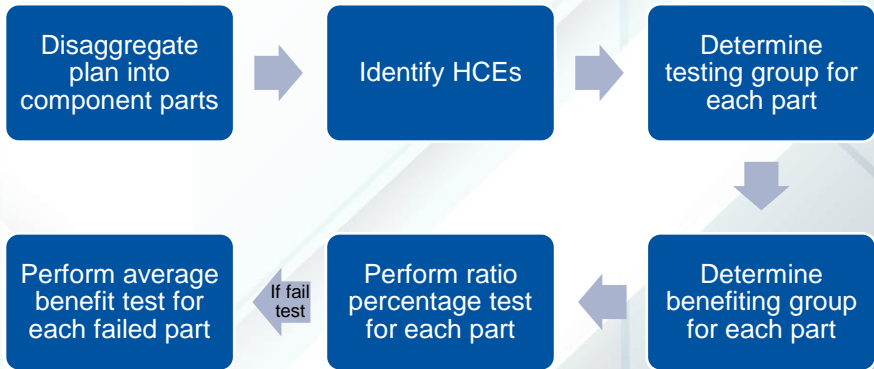 Disaggregate
plan into
component parts
Identify HCEs
Determine
testing group for
each part
Determine
benefiting group
for each part
Perform ratio
percentage test
for each part
If fail
test
Perform average
benefit test for
each failed part